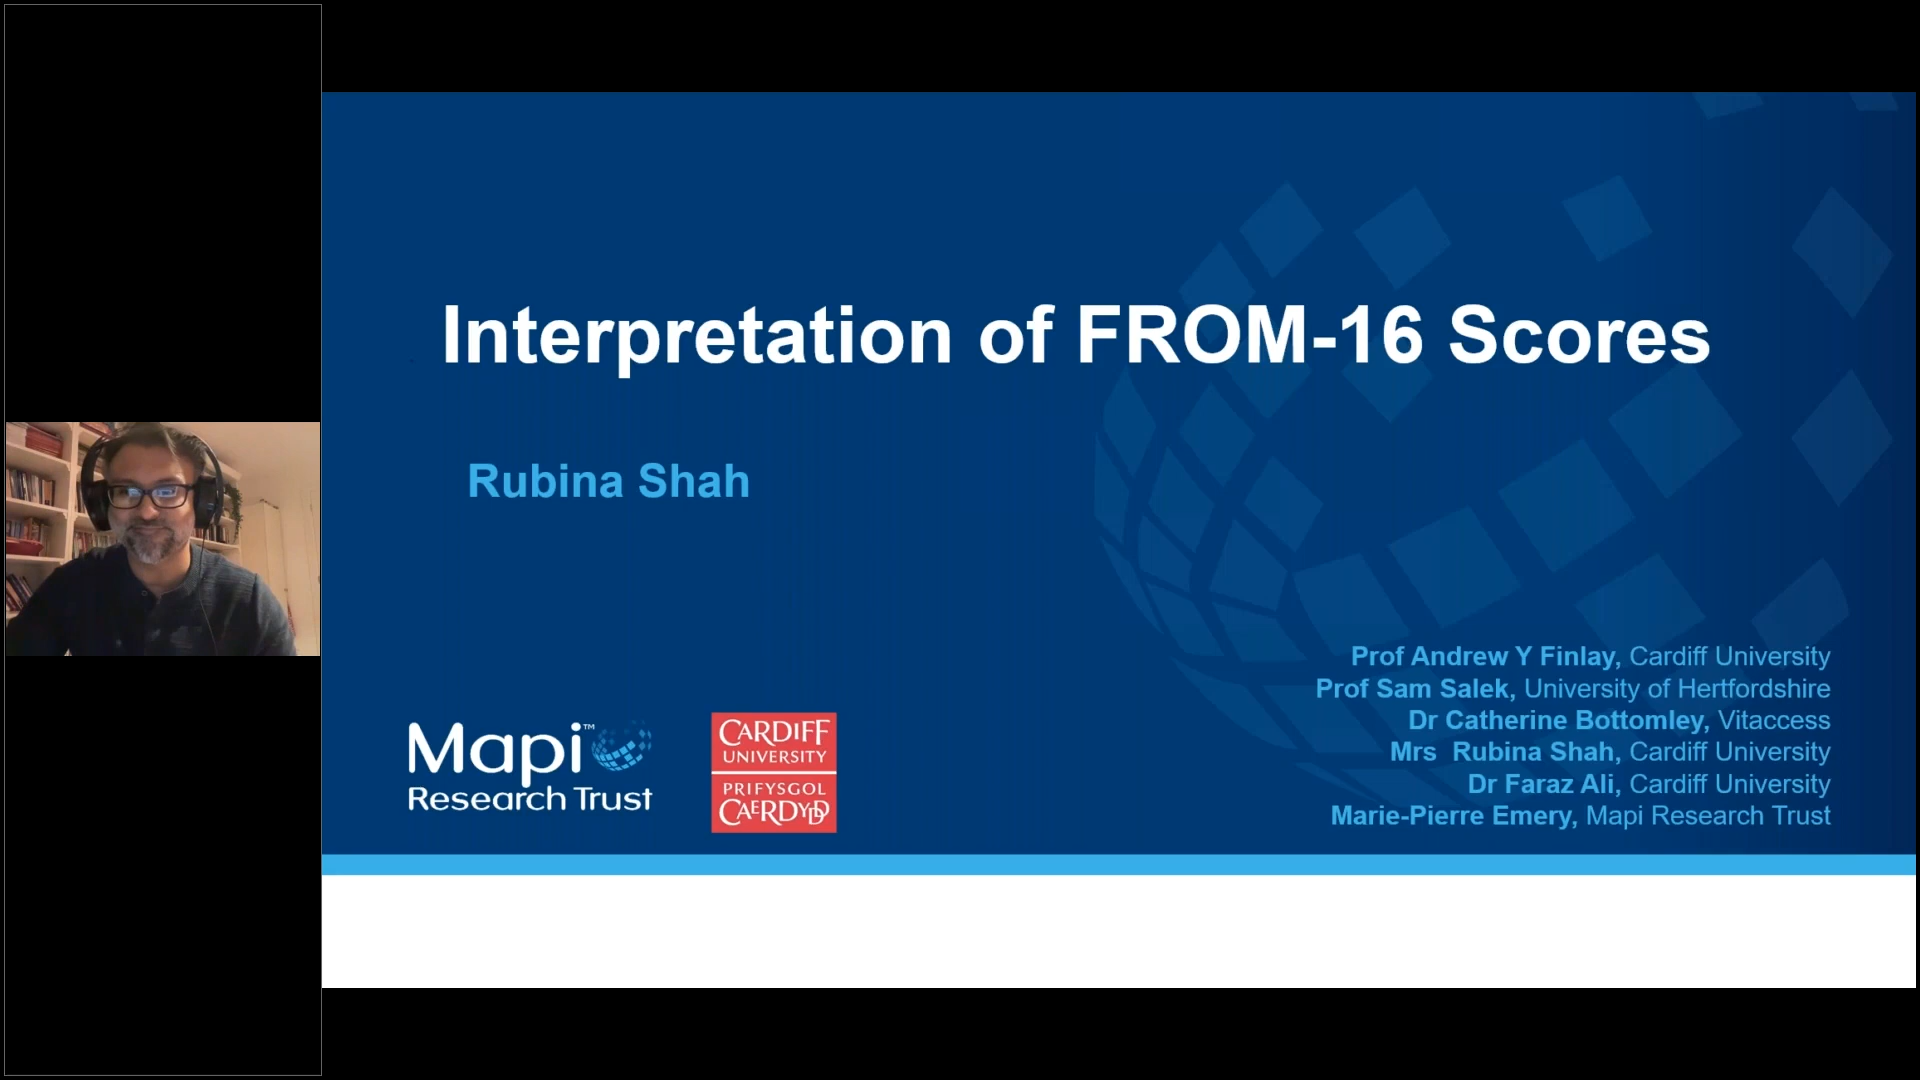 Interpretation of FROM-16 Scores
Rubina Shah
Prof Andrew Y Finlay, Cardiff University
Prof Sam Salek, University of Hertfordshire
Dr Catherine Bottomley, Vitaccess
Mrs Rubina Shah, Cardiff University
Dr Faraz Ali, Cardiff University
Marie-Pierre Emery, Mapi Research Trust
Mapi™
Research Trust
CARDIFF
UNIVERSITY
PRIFYSGOL
CAERDYDD